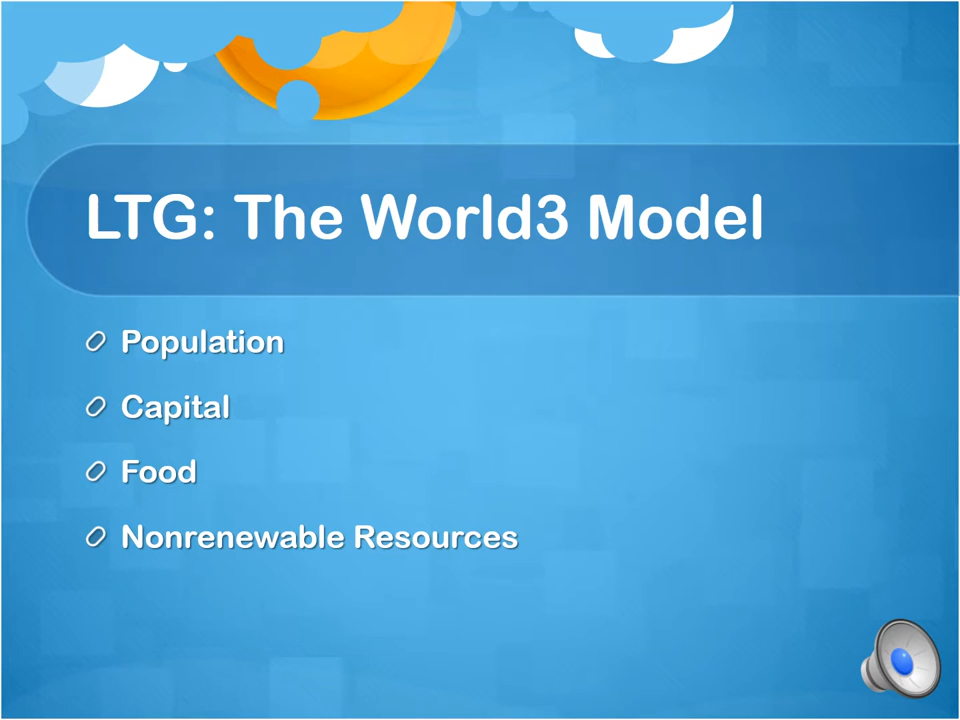 LTG: The World3 Model
Population
Capital
Food
Nonrenewable Resources